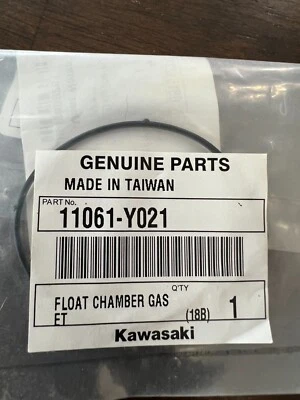 GENUINE PARTS
MADE IN TAIWAN
PART No.
11061-Y021
Q'TY
FLOAT CHAMBER GAS
ET (18B) 1
Kawasaki